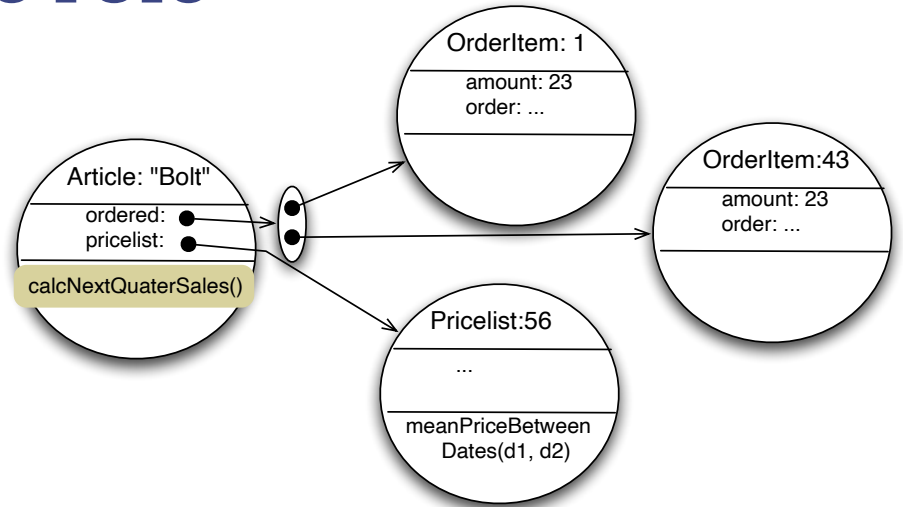 Article: "Bolt"
ordered:
pricelist:
calcNextQuaterSales()
OrderItem: 1
amount: 23
order: ...
OrderItem:43
amount: 23
order: ...
Pricelist:56
...
meanPriceBetween
Dates(d1, d2)